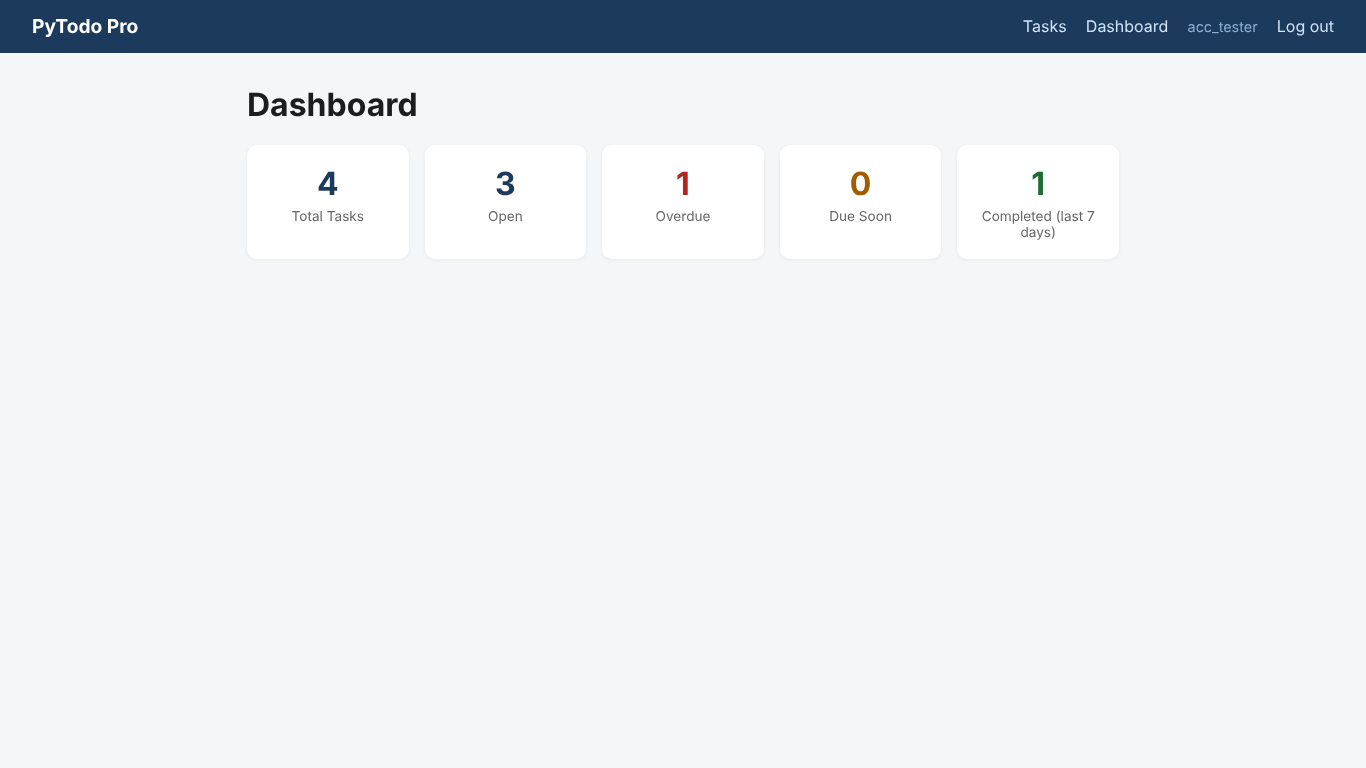 PyTodo Pro
Tasks Dashboard acc_tester Log out
Dashboard
4
Total Tasks
3
Open
1
Overdue
0
Due Soon
1
Completed (last 7
days)